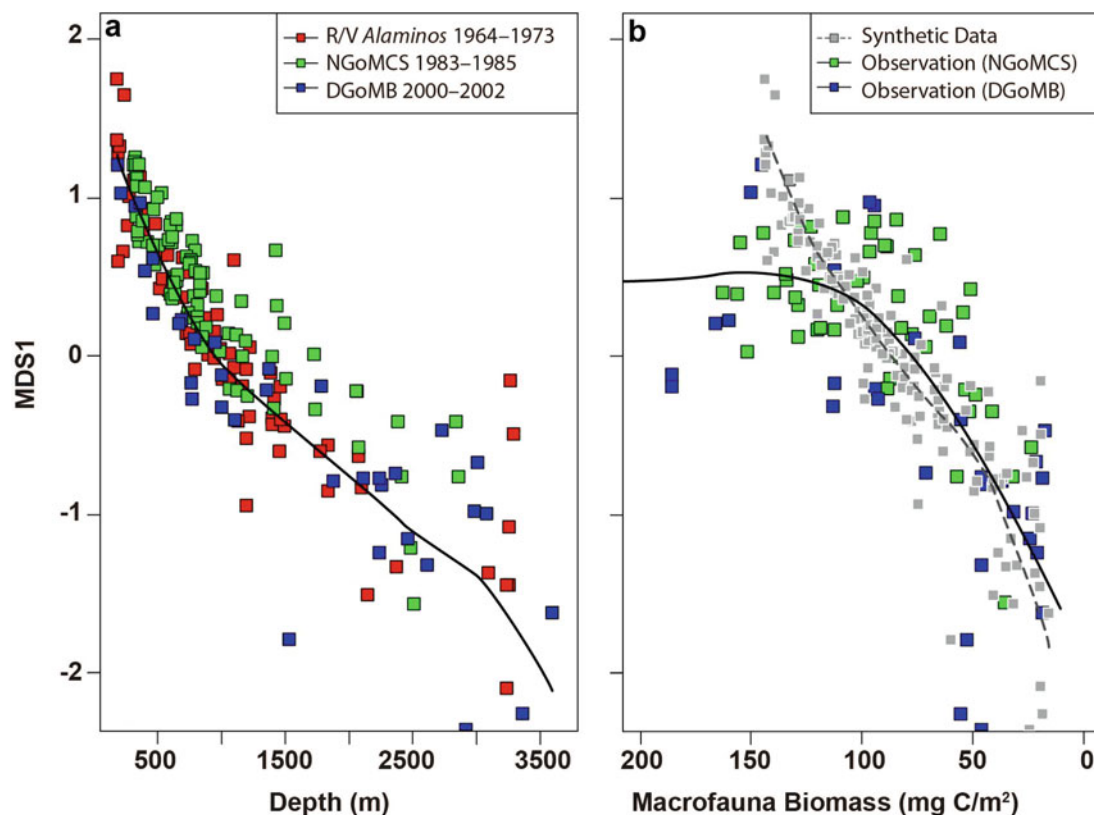 a
R/V Alaminos 1964–1973
NGoMCS 1983–1985
DGoMB 2000–2002
b
Synthetic Data
Observation (NGoMCS)
Observation (DGoMB)
MDS1
2
1
0
-1
-2
500
1500
2500
3500
Depth (m)
200
150
100
50
0
Macrofauna Biomass (mg C/m²)